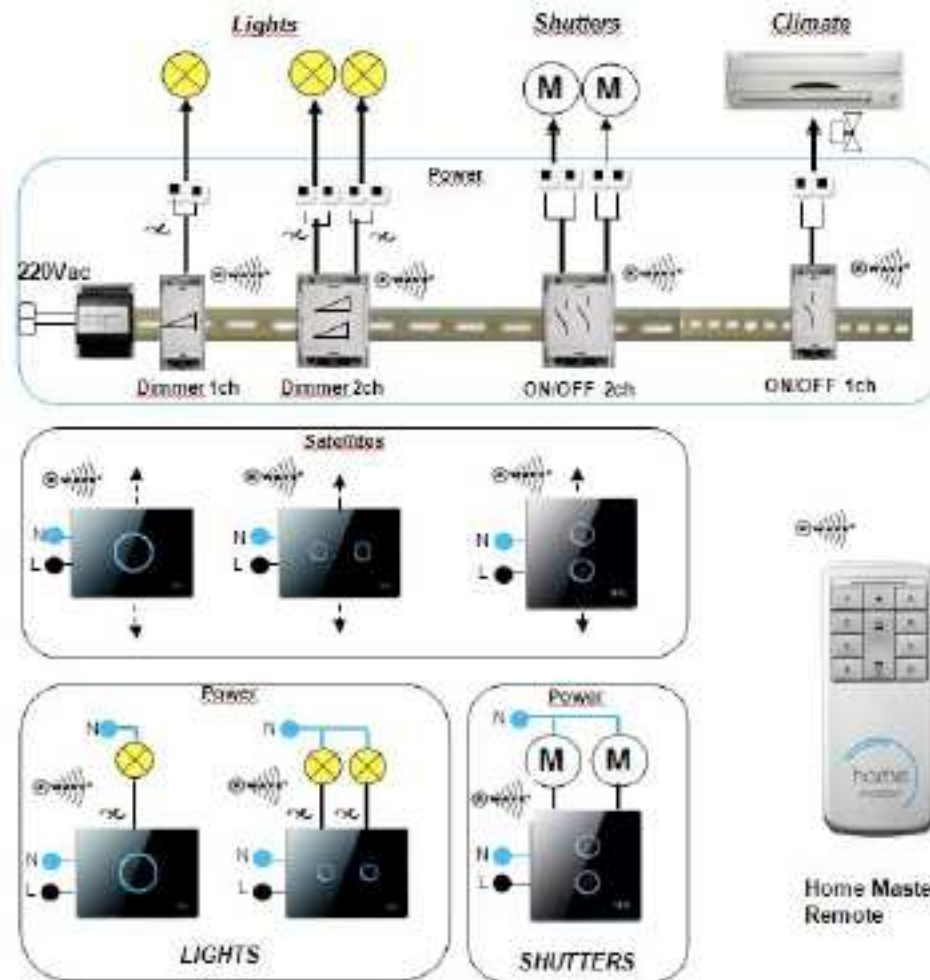 Lights
Shutters
Climate
M M
Power
220Vac
Dimmer 1ch
Dimmer 2ch
ON/OFF 2ch
ON/OFF 1ch
Satellites
N
L
N
L
N
L
Power
N
N
N
L
N
L
LIGHTS
Power
N
M M
N
L
SHUTTERS
home
Home Maste
Remote